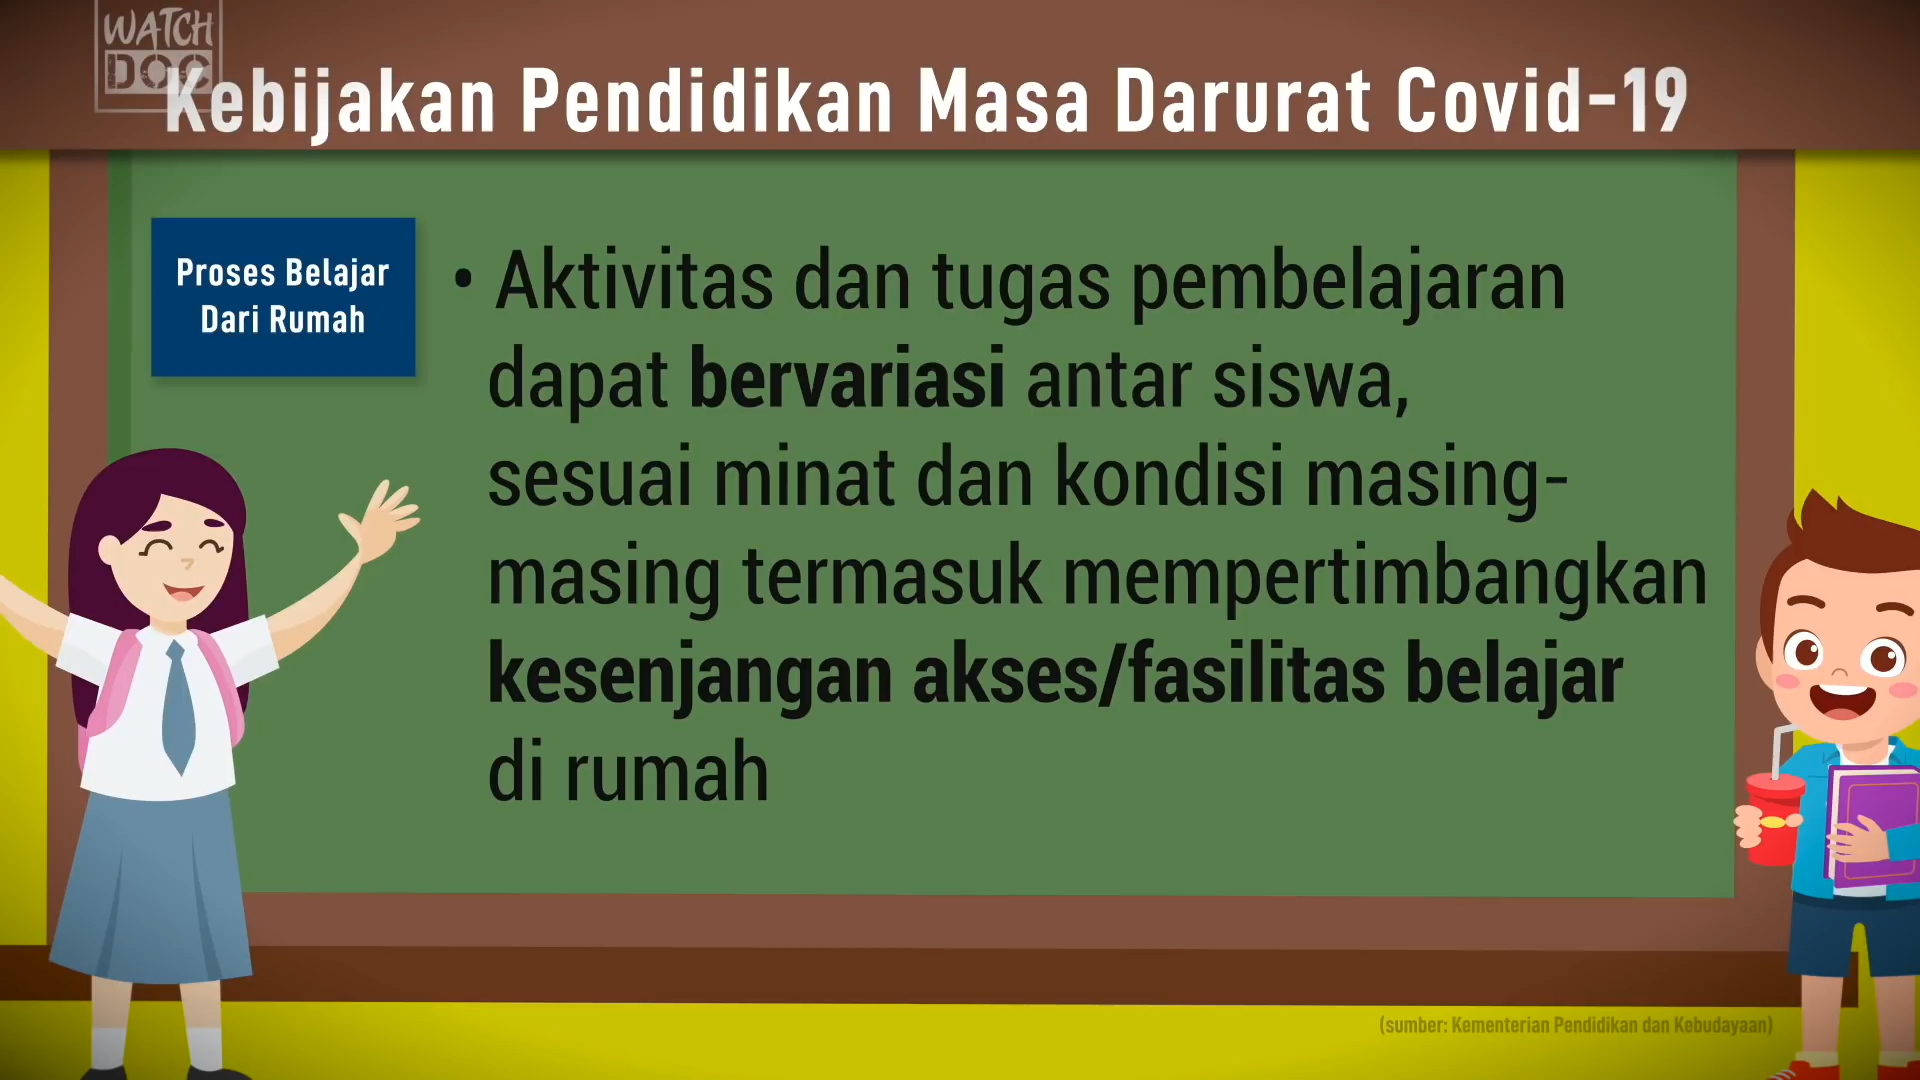 WATCH
DOC
Kebijakan Pendidikan Masa Darurat Covid-19
Proses Belajar
Dari Rumah
• Aktivitas dan tugas pembelajaran
dapat bervariasi antar siswa,
sesuai minat dan kondisi masing-
masing termasuk mempertimbangkan
kesenjangan akses/fasilitas belajar
di rumah
(sumber: Kementerian Pendidikan dan Kebudayaan)